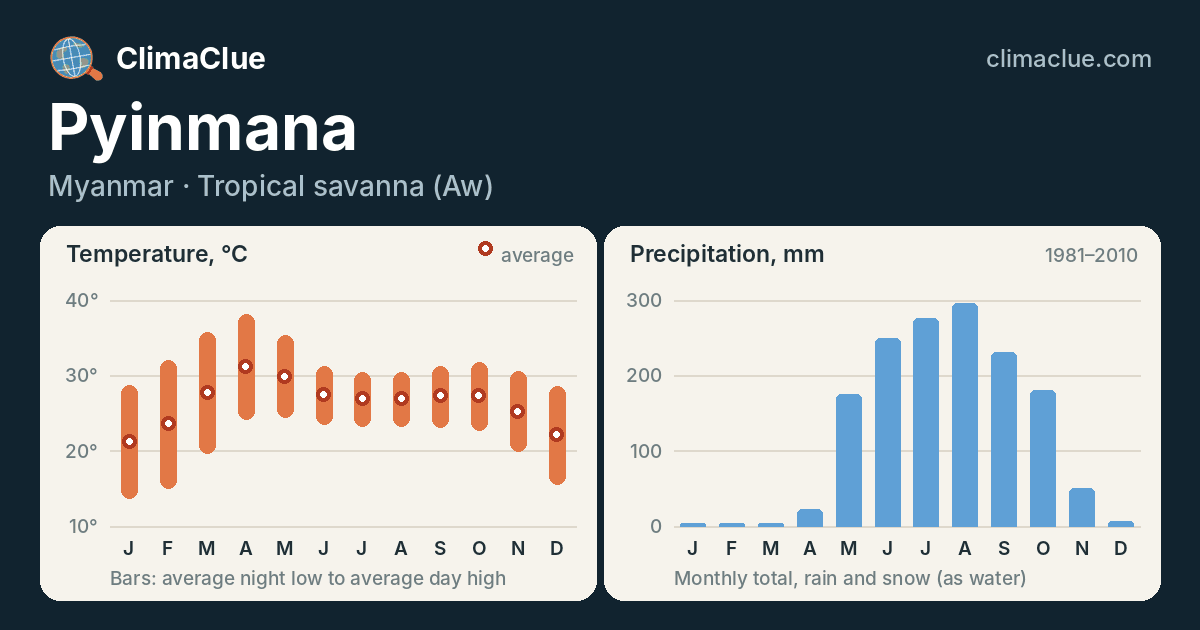 ClimaClue
climaclue.com
Pyinmana
Myanmar · Tropical savanna (Aw)
Temperature, °C
average
40°
30°
20°
10°
J F M A M J J A S O N D
Bars: average night low to average day high
Precipitation, mm
1981–2010
300
200
100
0
J F M A M J J A S O N D
Monthly total, rain and snow (as water)